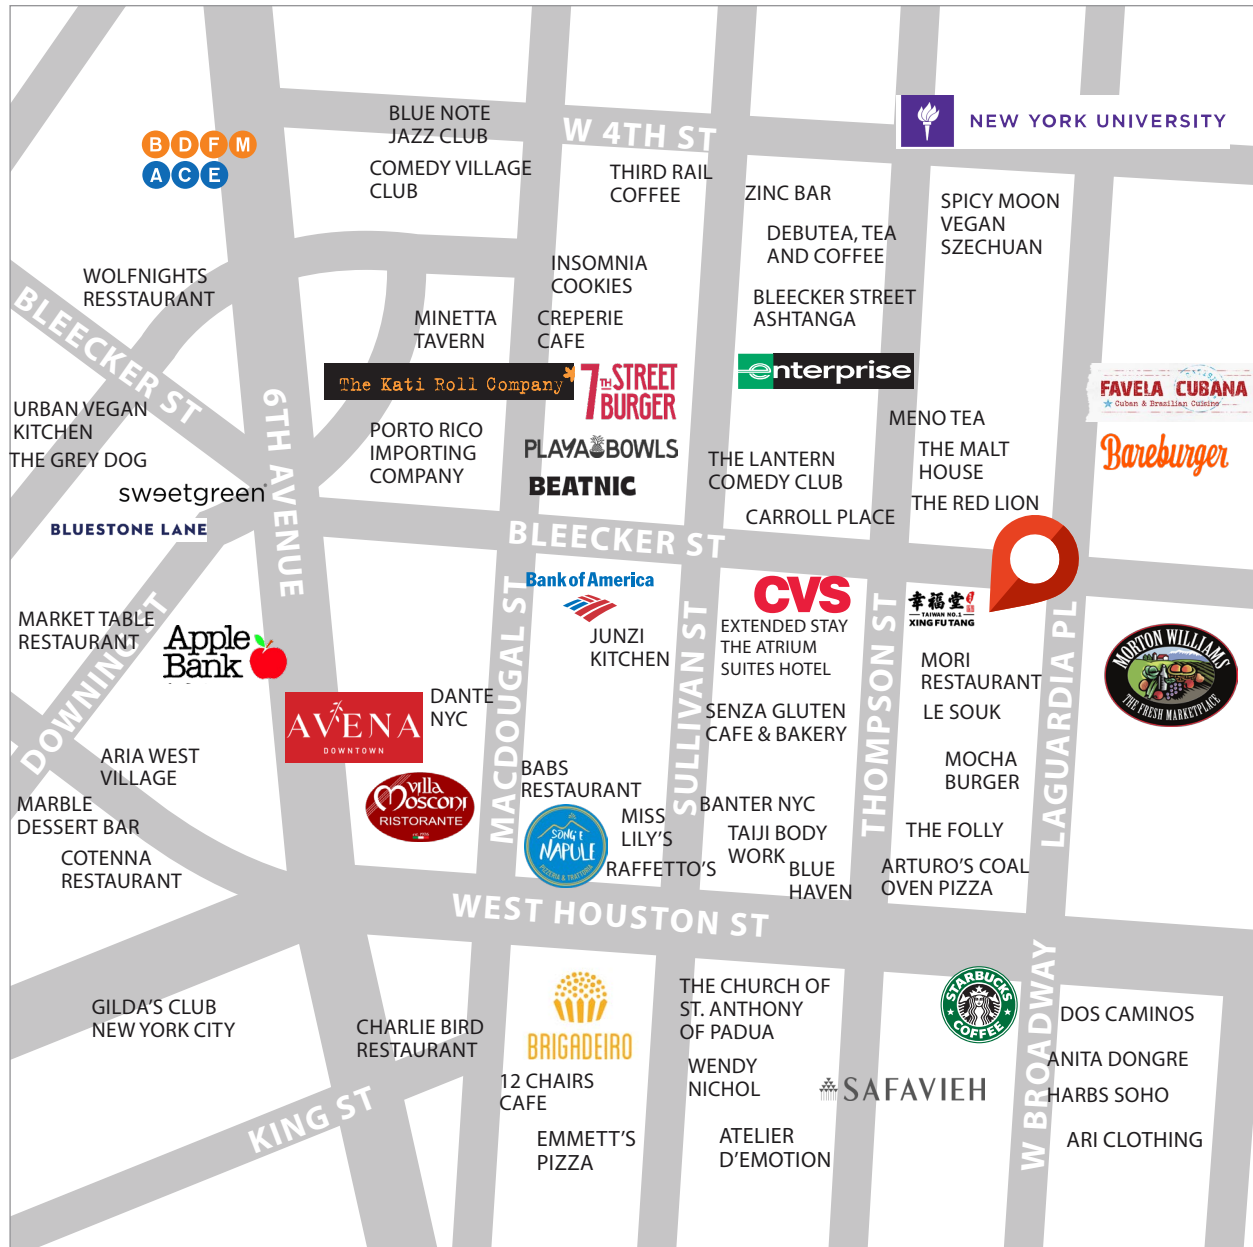 BLUE NOTE
JAZZ CLUB
W 4TH ST
NEW YORK UNIVERSITY
B D F M
A C E
COMEDY VILLAGE
CLUB
THIRD RAIL
COFFEE
ZINC BAR
SPICY MOON
VEGAN
SZECHUAN
DEBUTEA, TEA
AND COFFEE
WOLFNIGHTS
RESSTAURANT
INSOMNIA
COOKIES
BLEECKER STREET
ASHTANGA
BLEECKER ST
MINETTA
TAVERN
CREPERIE
CAFE
The Kati Roll Company
7TH STREET
BURGER
enterprise
FAVELA CUBANA
Cuban & Brazilian Cuisine
6TH AVENUE
URBAN VEGAN
KITCHEN
PORTO RICO
IMPORTING
COMPANY
MENO TEA
PLAYA BOWLS
THE MALT
HOUSE
Bareburger
THE GREY DOG
THE LANTERN
COMEDY CLUB
sweetgreen
BEATNIC
THE RED LION
BLUESTONE LANE
CARROLL PLACE
BLEECKER ST
Bank of America
CVS
幸福堂
TAIWAN NO.1
XING FU TANG
MARKET TABLE
RESTAURANT
DOWNING ST
Apple
Bank
JUNZI
KITCHEN
EXTENDED STAY
THE ATRIUM
SUITES HOTEL
MORI
RESTAURANT
MORTON WILLIAMS
THE FRESH MARKETPLACE
AVENA
DOWNTOWN
DANTE
NYC
MACDOUGAL ST
SULLIVAN ST
THOMPSON ST
LAGUARDIA PL
SENZA GLUTEN
CAFE & BAKERY
LE SOUK
ARIA WEST
VILLAGE
MOCHA
BURGER
BABS
RESTAURANT
villa
Mosconi
RISTORANTE
MARBLE
DESSERT BAR
SONG'E
NAPULE
PIZZERIA & TRATTORIA
MISS
LILY'S
BANTER NYC
TAIJI BODY
WORK
THE FOLLY
COTENNA
RESTAURANT
RAFFETTO'S
BLUE
HAVEN
ARTURO'S COAL
OVEN PIZZA
WEST HOUSTON ST
GILDA'S CLUB
NEW YORK CITY
CHARLIE BIRD
RESTAURANT
BRIGADEIRO
THE CHURCH OF
ST. ANTHONY
OF PADUA
STARBUCKS
COFFEE
W BROADWAY
DOS CAMINOS
ANITA DONGRE
KING ST
12 CHAIRS
CAFE
WENDY
NICHOL
SAFAVIEH
HARBS SOHO
EMMETT'S
PIZZA
ATELIER
D'EMOTION
ARI CLOTHING